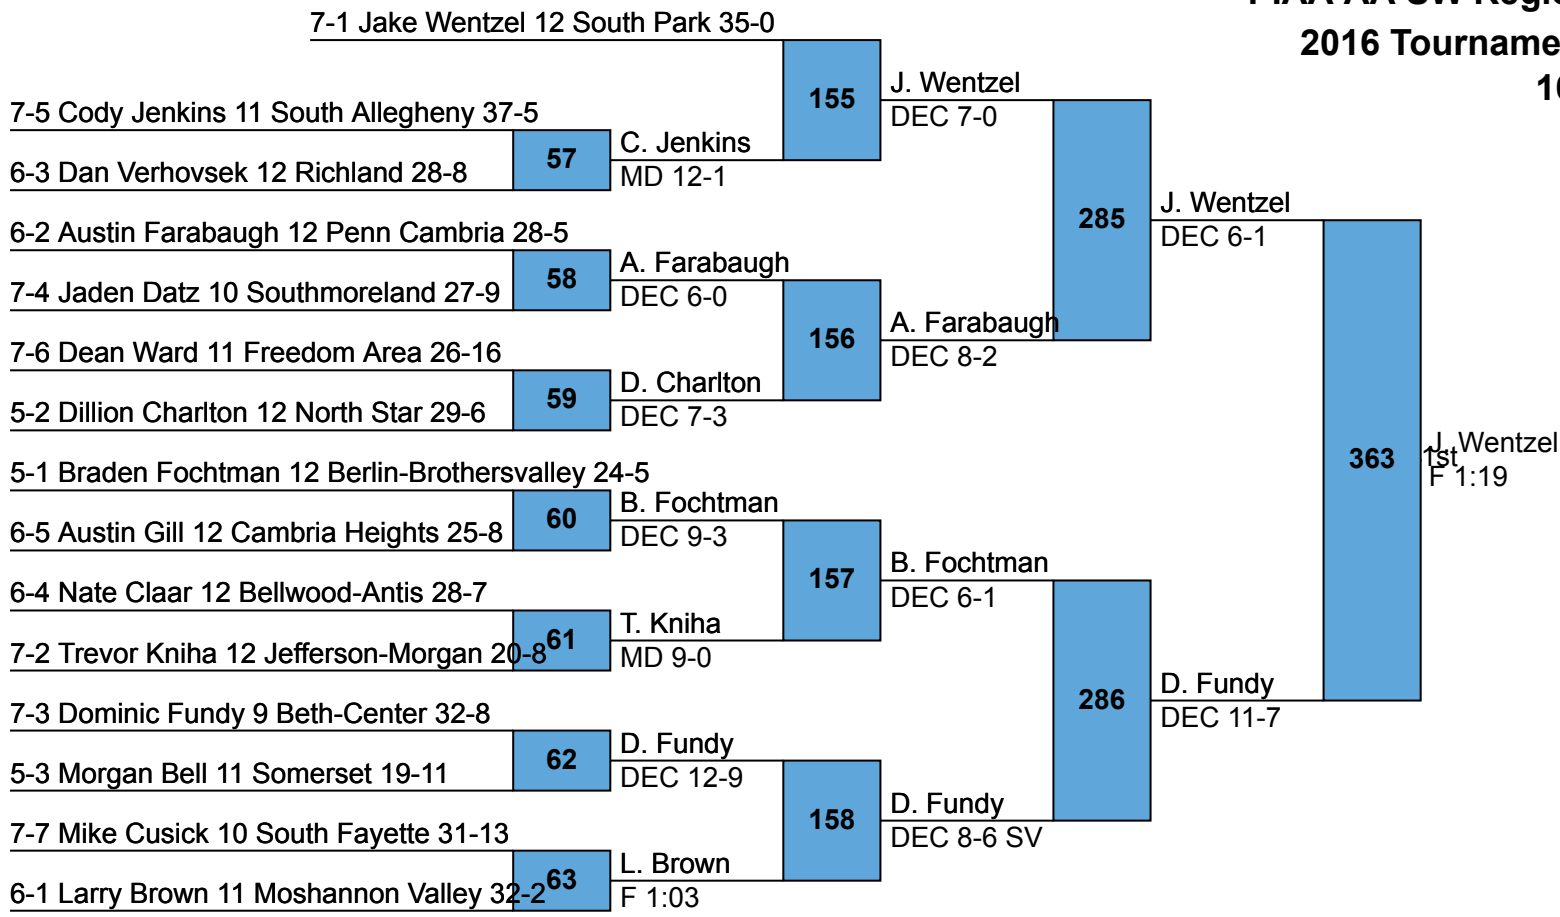 PIAA AA SW Regio
2016 Tourname
7-1 Jake Wentzel 12 South Park 35-0
155
J. Wentzel
DEC 7-0
7-5 Cody Jenkins 11 South Allegheny 37-5
57
C. Jenkins
MD 12-1
6-3 Dan Verhovsek 12 Richland 28-8
285
J. Wentzel
DEC 6-1
6-2 Austin Farabaugh 12 Penn Cambria 28-5
58
A. Farabaugh
DEC 6-0
7-4 Jaden Datz 10 Southmoreland 27-9
156
A. Farabaugh
DEC 8-2
7-6 Dean Ward 11 Freedom Area 26-16
59
D. Charlton
DEC 7-3
5-2 Dillion Charlton 12 North Star 29-6
363
1st
J. Wentzel
F 1:19
5-1 Braden Fochtman 12 Berlin-Brothersvalley 24-5
60
B. Fochtman
DEC 9-3
6-5 Austin Gill 12 Cambria Heights 25-8
157
B. Fochtman
DEC 6-1
6-4 Nate Claar 12 Bellwood-Antis 28-7
61
T. Kniha
MD 9-0
7-2 Trevor Kniha 12 Jefferson-Morgan 20-8
286
D. Fundy
DEC 11-7
7-3 Dominic Fundy 9 Beth-Center 32-8
62
D. Fundy
DEC 12-9
5-3 Morgan Bell 11 Somerset 19-11
158
D. Fundy
DEC 8-6 SV
7-7 Mike Cusick 10 South Fayette 31-13
63
L. Brown
F 1:03
6-1 Larry Brown 11 Moshannon Valley 32-2